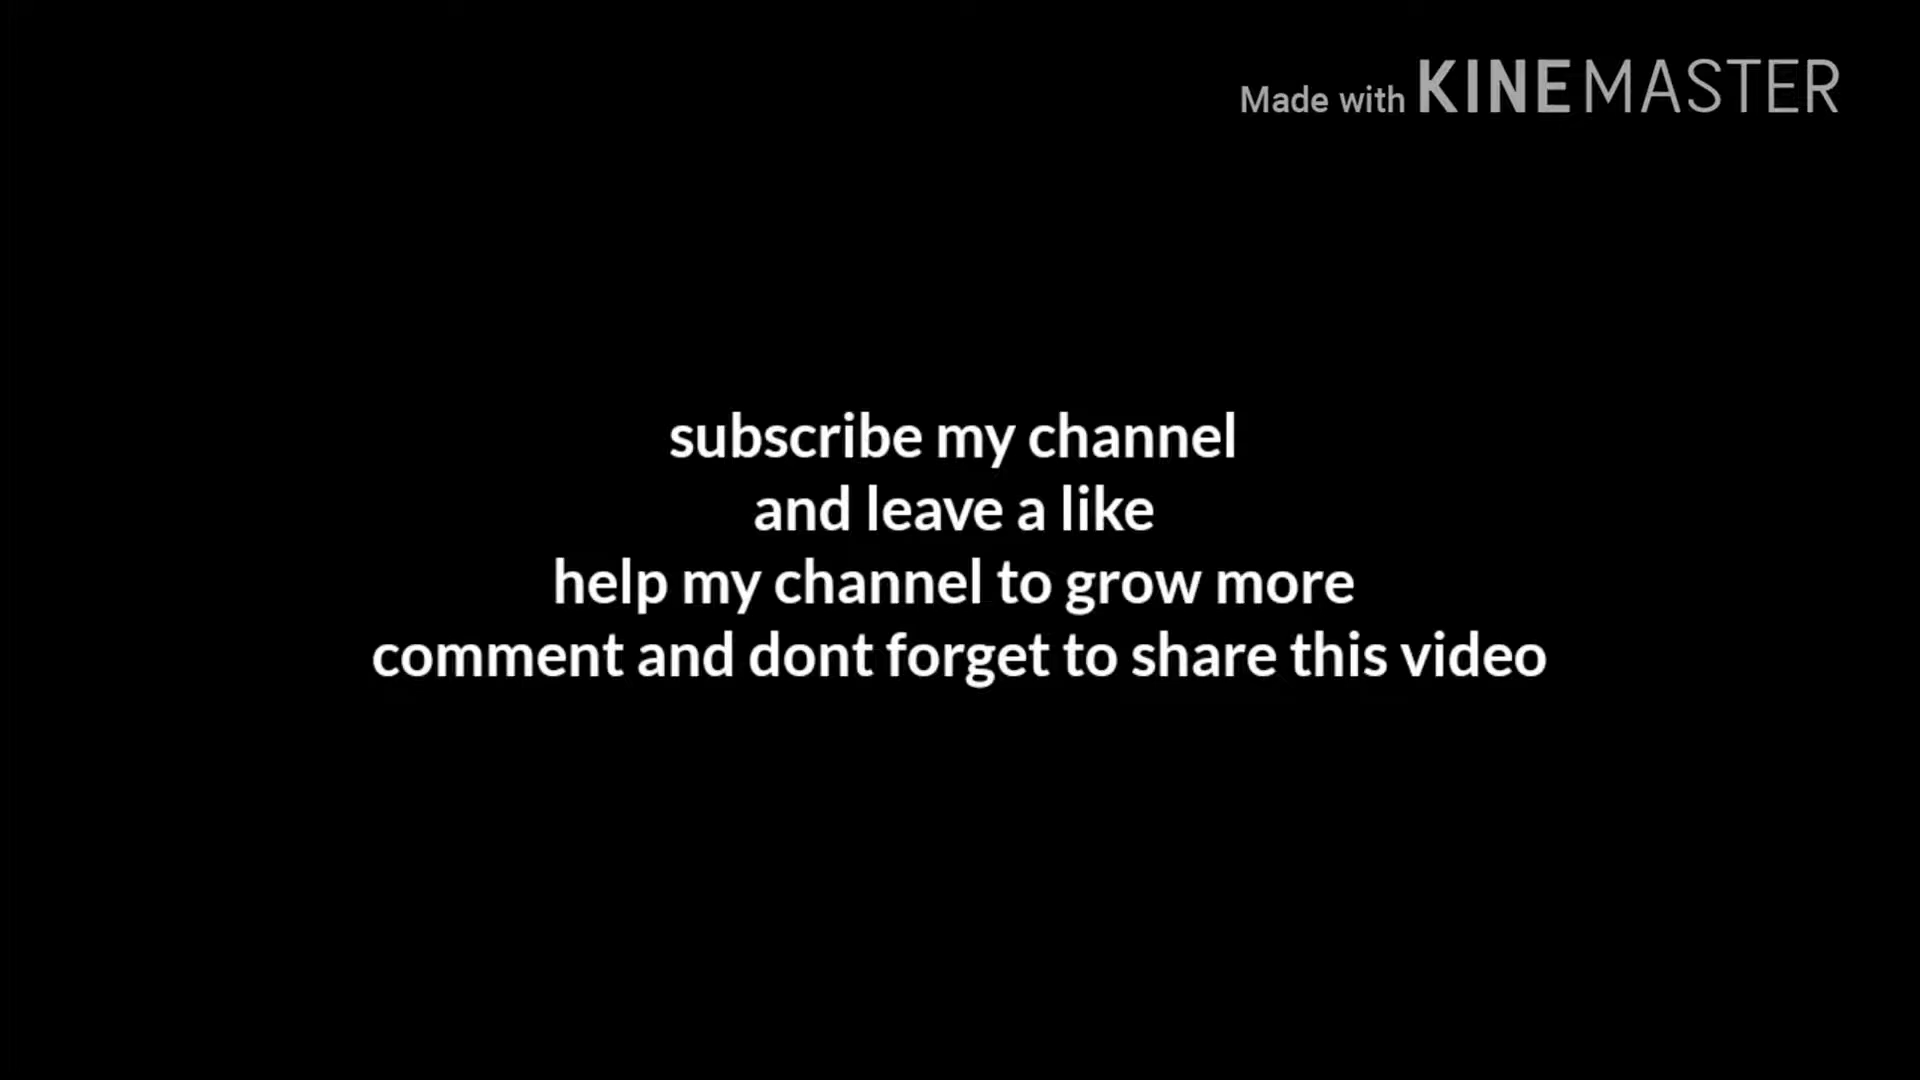 Made with KINEMASTER
subscribe my channel
and leave a like
help my channel to grow more
comment and dont forget to share this video